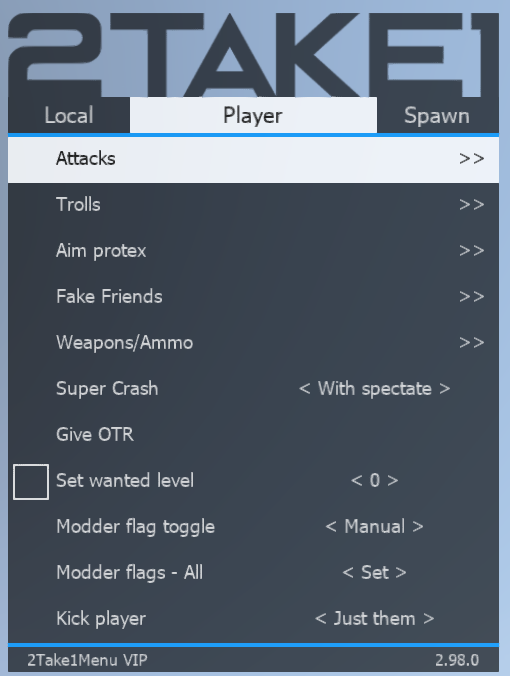 2TAKE1
Local Player Spawn
Attacks >>
Trolls >>
Aim protex >>
Fake Friends >>
Weapons/Ammo >>
Super Crash < With spectate >
Give OTR
Set wanted level < 0 >
Modder flag toggle < Manual >
Modder flags - All < Set >
Kick player < Just them >
2Take1Menu VIP 2.98.0